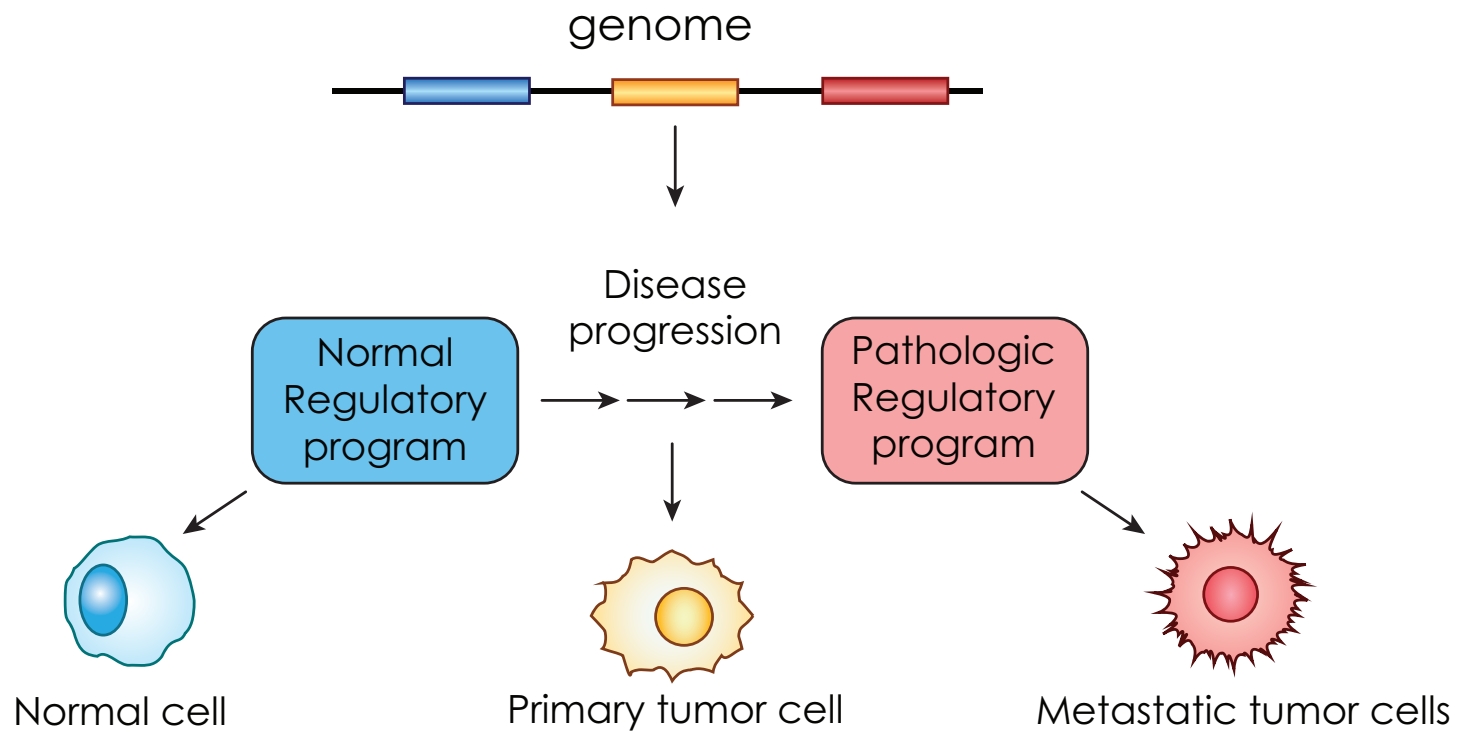 genome
Disease
progression
Normal
Regulatory
program
Pathologic
Regulatory
program
Normal cell
Primary tumor cell
Metastatic tumor cells